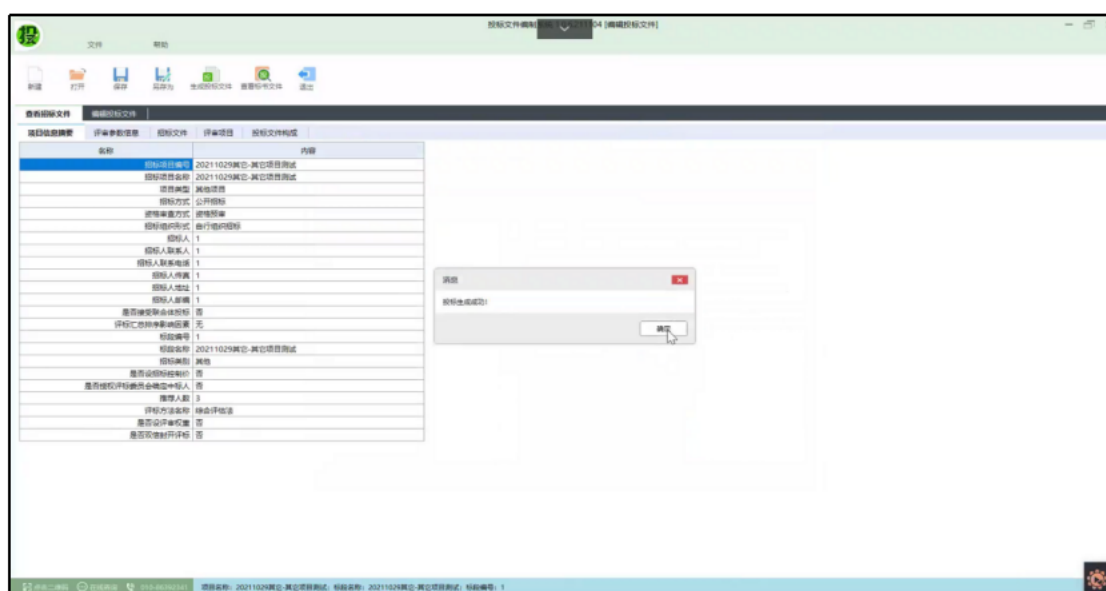 投
投标文件编制
04 [编辑投标文件]
文件 帮助
新建 打开 保存 另存为 生成投标文件 查看标书文件 退出
查看招标文件 编辑投标文件
项目信息摘要 评审参数信息 招标文件 评审项目 投标文件构成
名称 内容
招标项目编号 20211029其它-其它项目测试
招标项目名称 20211029其它-其它项目测试
项目类型 其他项目
招标方式 公开招标
资格审查方式 资格预审
招标组织形式 自行组织招标
招标人 1
招标人联系人 1
招标人联系电话 1
招标人传真 1
招标人地址 1
招标人邮编 1
是否接受联合体投标 否
评标汇总排序影响因素 无
标段编号 1
标段名称 20211029其它-其它项目测试
招标类别 其他
是否设招标控制价 否
是否授权评标委员会确定中标人 否
推荐人数 3
评标方法名称 综合评估法
是否设评审权重 否
是否双信封开评标 否
消息
投标生成成功!
确定
项目名称: 20211029其它-其它项目测试; 标段名称: 20211029其它-其它项目测试; 标段编号: 1